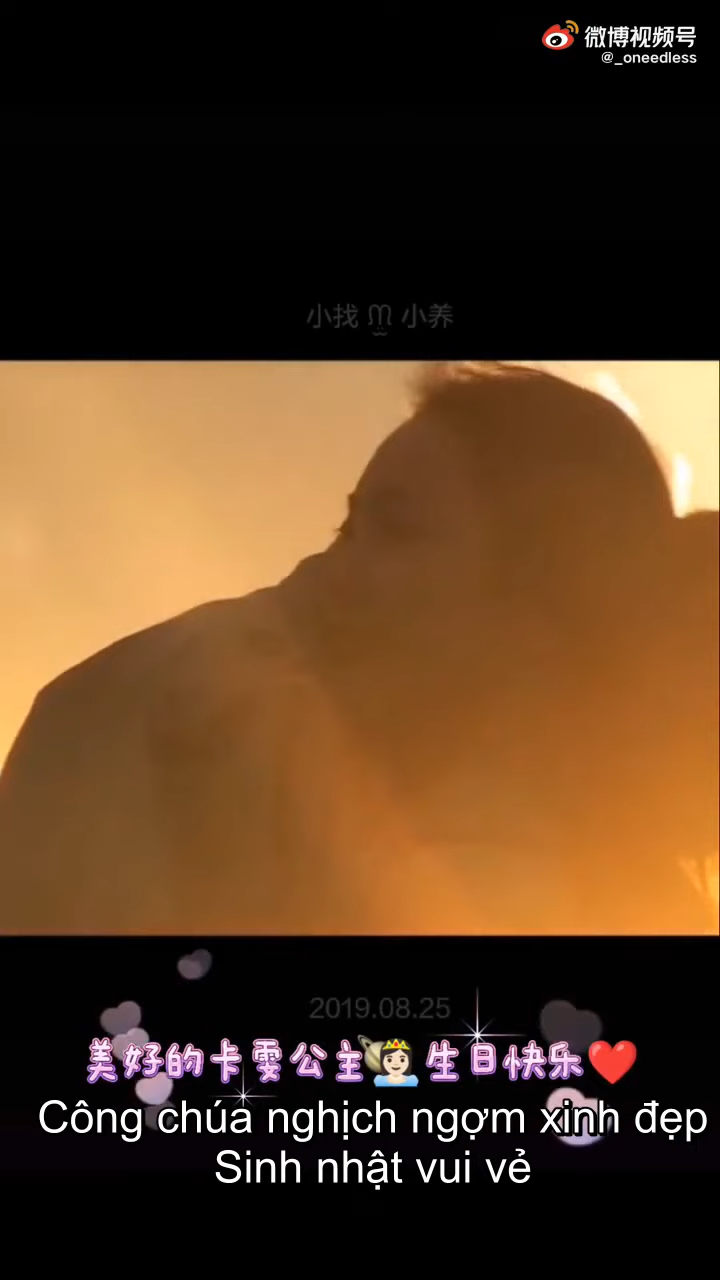 微博视频号
@_oneedless
小找 ♏ 小养
2019.08.25
美好的卡雯公主👸🏻生日快乐❤️
Công chúa nghịch ngợm xinh đẹp
Sinh nhật vui vẻ